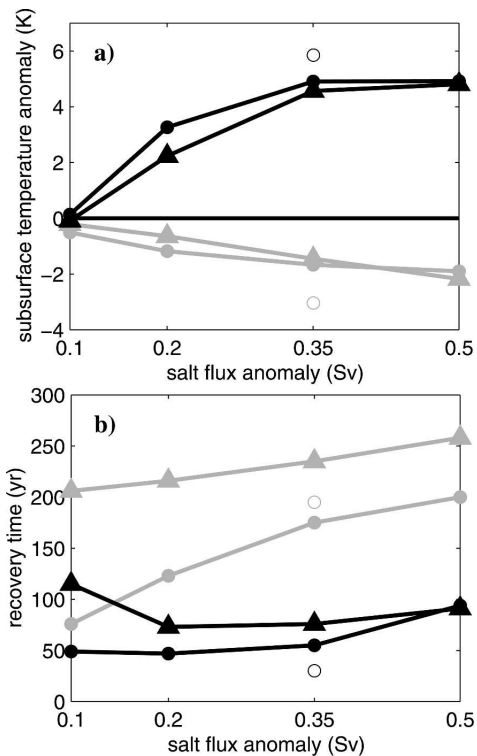 a)
subsurface temperature anomaly (K)
6
4
2
0
−2
−4
0.1 0.2 0.35 0.5
salt flux anomaly (Sv)
b)
recovery time (yr)
300
250
200
150
100
50
0
0.1 0.2 0.35 0.5
salt flux anomaly (Sv)